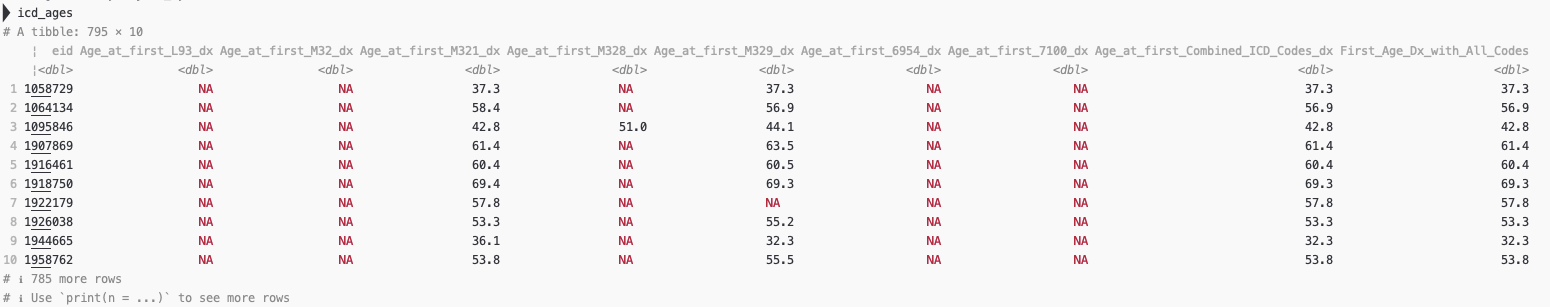 icd_ages
# A tibble: 795 × 10
¦ eid Age_at_first_L93_dx Age_at_first_M32_dx Age_at_first_M321_dx Age_at_first_M328_dx Age_at_first_M329_dx Age_at_first_6954_dx Age_at_first_7100_dx Age_at_first_Combined_ICD_Codes_dx First_Age_Dx_with_All_Codes
¦<dbl> <dbl> <dbl> <dbl> <dbl> <dbl> <dbl> <dbl> <dbl> <dbl>
1 1058729 NA NA 37.3 NA 37.3 NA NA 37.3 37.3
2 1064134 NA NA 58.4 NA 56.9 NA NA 56.9 56.9
3 1095846 NA NA 42.8 51.0 44.1 NA NA 42.8 42.8
4 1907869 NA NA 61.4 NA 63.5 NA NA 61.4 61.4
5 1916461 NA NA 60.4 NA 60.5 NA NA 60.4 60.4
6 1918750 NA NA 69.4 NA 69.3 NA NA 69.3 69.3
7 1922179 NA NA 57.8 NA NA NA NA 57.8 57.8
8 1926038 NA NA 53.3 NA 55.2 NA NA 53.3 53.3
9 1944665 NA NA 36.1 NA 32.3 NA NA 32.3 32.3
10 1958762 NA NA 53.8 NA 55.5 NA NA 53.8 53.8
# ℹ 785 more rows
# ℹ Use `print(n = ...)` to see more rows